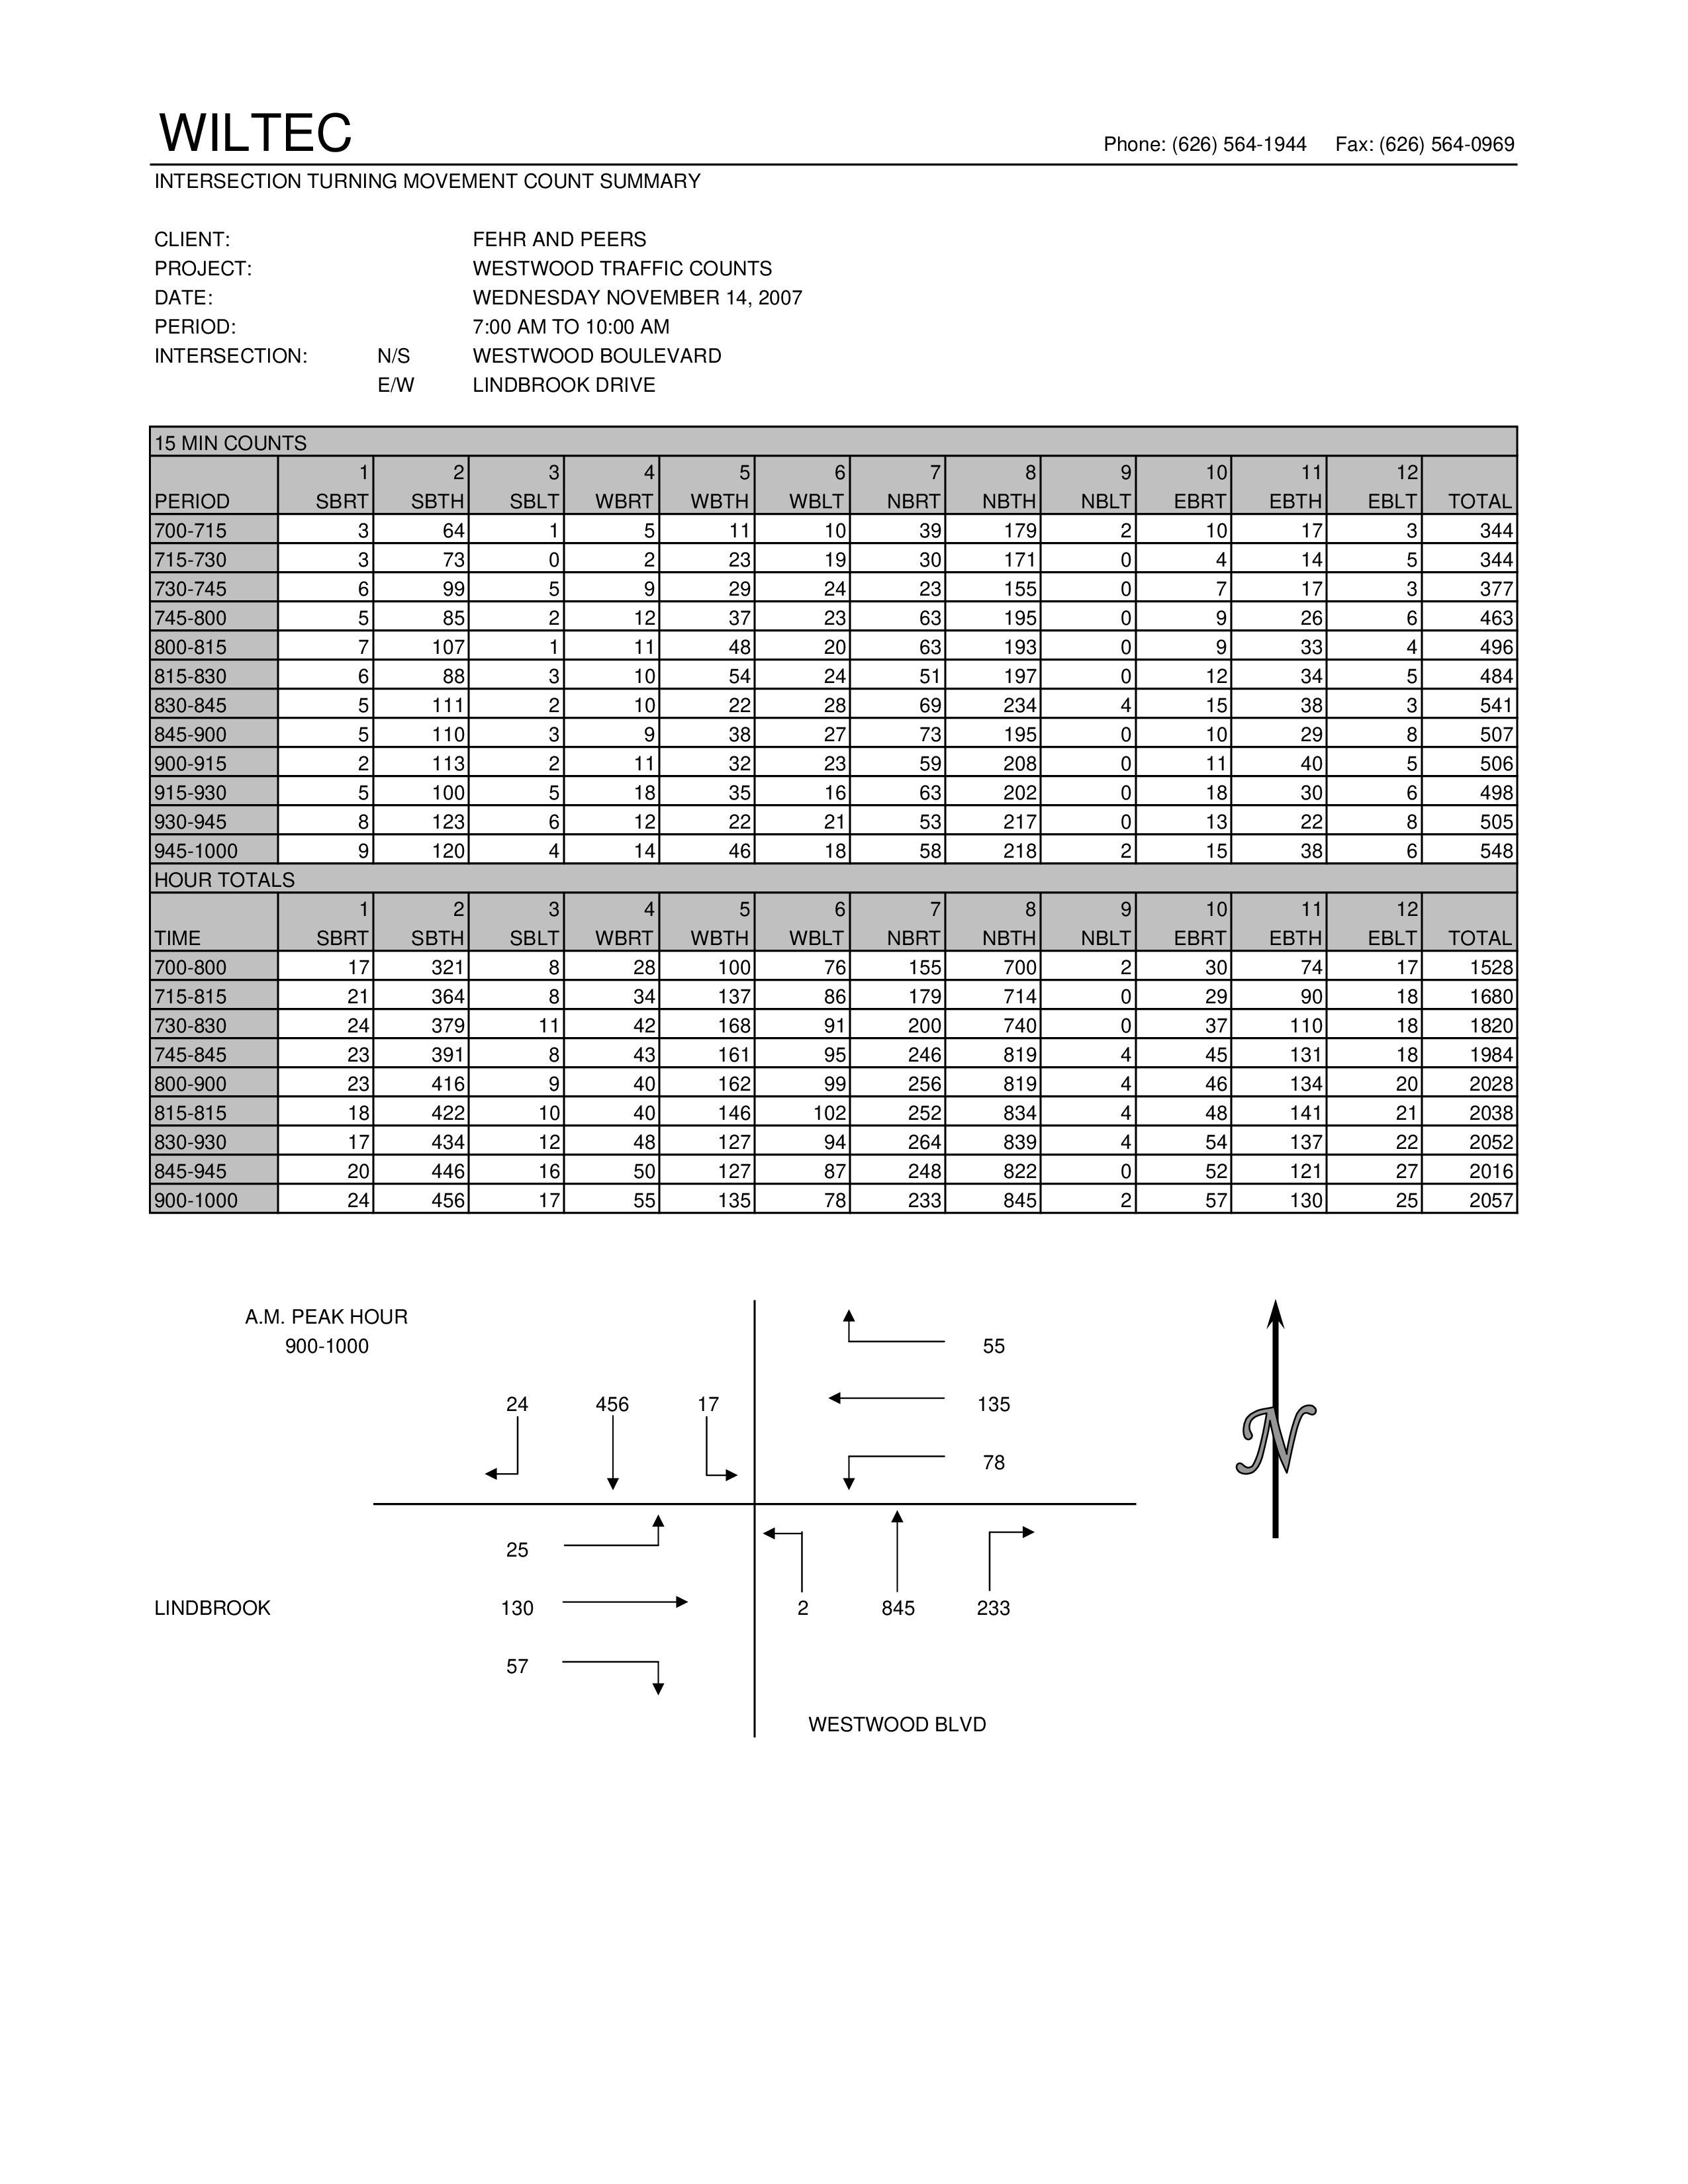 WILTEC
Phone: (626) 564-1944 Fax: (626) 564-0969
INTERSECTION TURNING MOVEMENT COUNT SUMMARY
CLIENT: FEHR AND PEERS
PROJECT: WESTWOOD TRAFFIC COUNTS
DATE: WEDNESDAY NOVEMBER 14, 2007
PERIOD: 7:00 AM TO 10:00 AM
INTERSECTION: N/S WESTWOOD BOULEVARD
E/W LINDBROOK DRIVE
15 MIN COUNTS
1 2 3 4 5 6 7 8 9 10 11 12
PERIOD SBRT SBTH SBLT WBRT WBTH WBLT NBRT NBTH NBLT EBRT EBTH EBLT TOTAL
700-715 3 64 1 5 11 10 39 179 2 10 17 3 344
715-730 3 73 0 2 23 19 30 171 0 4 14 5 344
730-745 6 99 5 9 29 24 23 155 0 7 17 3 377
745-800 5 85 2 12 37 23 63 195 0 9 26 6 463
800-815 7 107 1 11 48 20 63 193 0 9 33 4 496
815-830 6 88 3 10 54 24 51 197 0 12 34 5 484
830-845 5 111 2 10 22 28 69 234 4 15 38 3 541
845-900 5 110 3 9 38 27 73 195 0 10 29 8 507
900-915 2 113 2 11 32 23 59 208 0 11 40 5 506
915-930 5 100 5 18 35 16 63 202 0 18 30 6 498
930-945 8 123 6 12 22 21 53 217 0 13 22 8 505
945-1000 9 120 4 14 46 18 58 218 2 15 38 6 548
HOUR TOTALS
1 2 3 4 5 6 7 8 9 10 11 12
TIME SBRT SBTH SBLT WBRT WBTH WBLT NBRT NBTH NBLT EBRT EBTH EBLT TOTAL
700-800 17 321 8 28 100 76 155 700 2 30 74 17 1528
715-815 21 364 8 34 137 86 179 714 0 29 90 18 1680
730-830 24 379 11 42 168 91 200 740 0 37 110 18 1820
745-845 23 391 8 43 161 95 246 819 4 45 131 18 1984
800-900 23 416 9 40 162 99 256 819 4 46 134 20 2028
815-815 18 422 10 40 146 102 252 834 4 48 141 21 2038
830-930 17 434 12 48 127 94 264 839 4 54 137 22 2052
845-945 20 446 16 50 127 87 248 822 0 52 121 27 2016
900-1000 24 456 17 55 135 78 233 845 2 57 130 25 2057
A.M. PEAK HOUR
900-1000 55
24 456 17 135
78
N
25
LINDBROOK 130 2 845 233
57
WESTWOOD BLVD